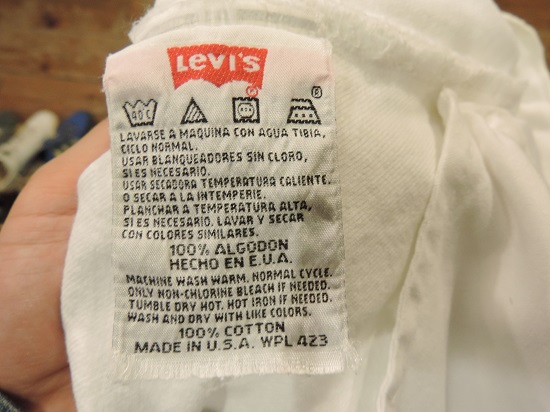 LEVI'S
40°C
LAVARSE A MAQUINA CON AGUA TIBIA,
CICLO NORMAL.
USAR BLANQUEADORES SIN CLORO,
SI ES NECESARIO.
USAR SECADORA TEMPERATURA CALIENTE.
O SECAR A LA INTEMPERIE.
PLANCHAR A TEMPERATURA ALTA,
SI ES NECESARIO. LAVAR Y SECAR
CON COLORES SIMILARES.
100% ALGODON
HECHO EN E.U.A.
MACHINE WASH WARM. NORMAL CYCLE.
ONLY NON-CHLORINE BLEACH IF NEEDED.
TUMBLE DRY HOT. HOT IRON IF NEEDED.
WASH AND DRY WITH LIKE COLORS.
100% COTTON
MADE IN U.S.A. WPL 423